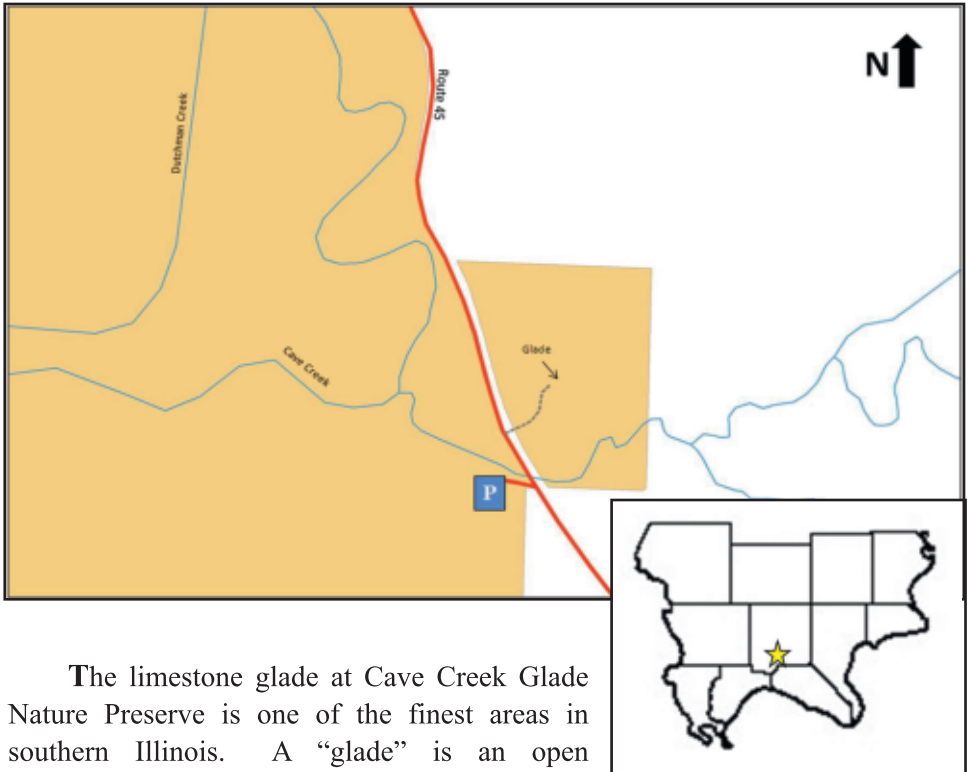 N
Route 45
Dutchman Creek
Glade
Cave Creek
P
The limestone glade at Cave Creek Glade
Nature Preserve is one of the finest areas in
southern Illinois. A “glade” is an open